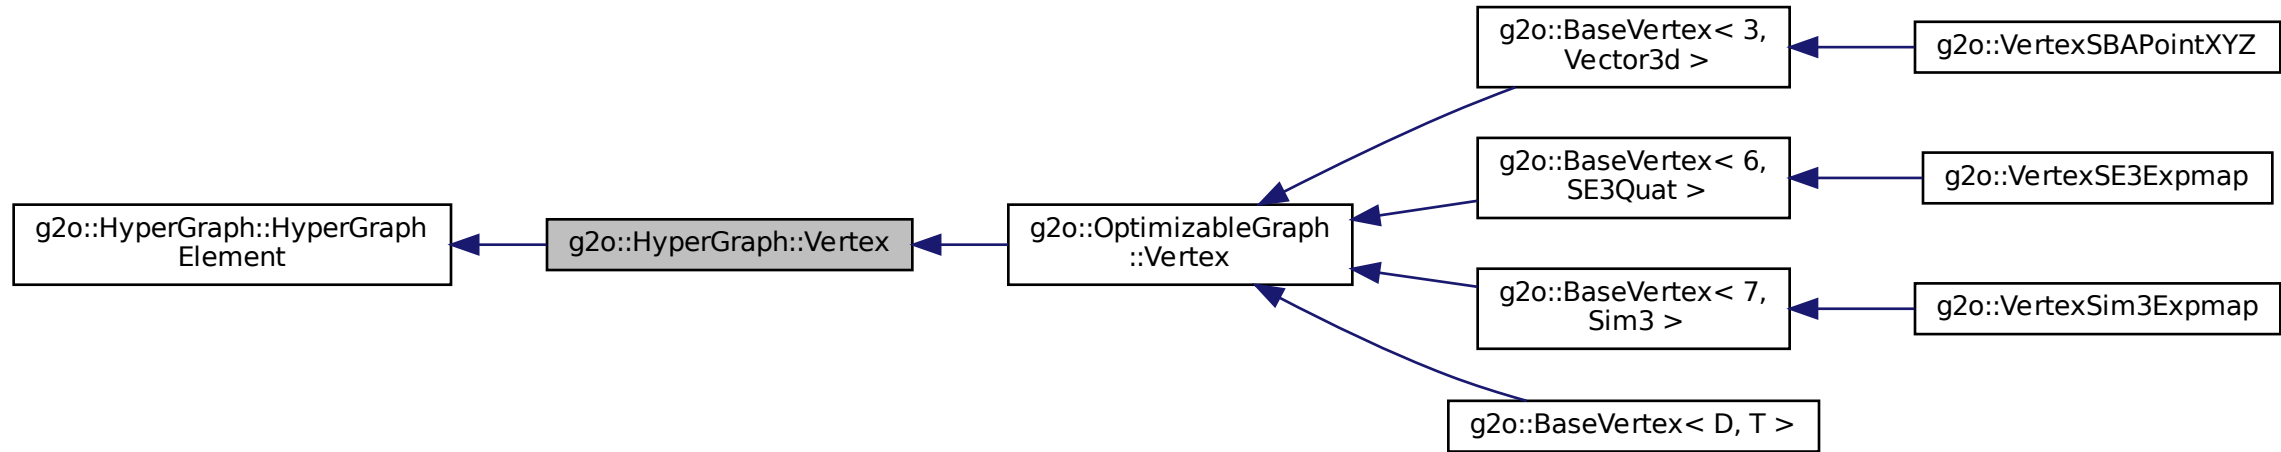 g2o::HyperGraph::HyperGraph
Element
g2o::HyperGraph::Vertex
g2o::OptimizableGraph
::Vertex
g2o::BaseVertex< 3,
Vector3d >
g2o::VertexSBAPointXYZ
g2o::BaseVertex< 6,
SE3Quat >
g2o::VertexSE3Expmap
g2o::BaseVertex< 7,
Sim3 >
g2o::VertexSim3Expmap
g2o::BaseVertex< D, T >